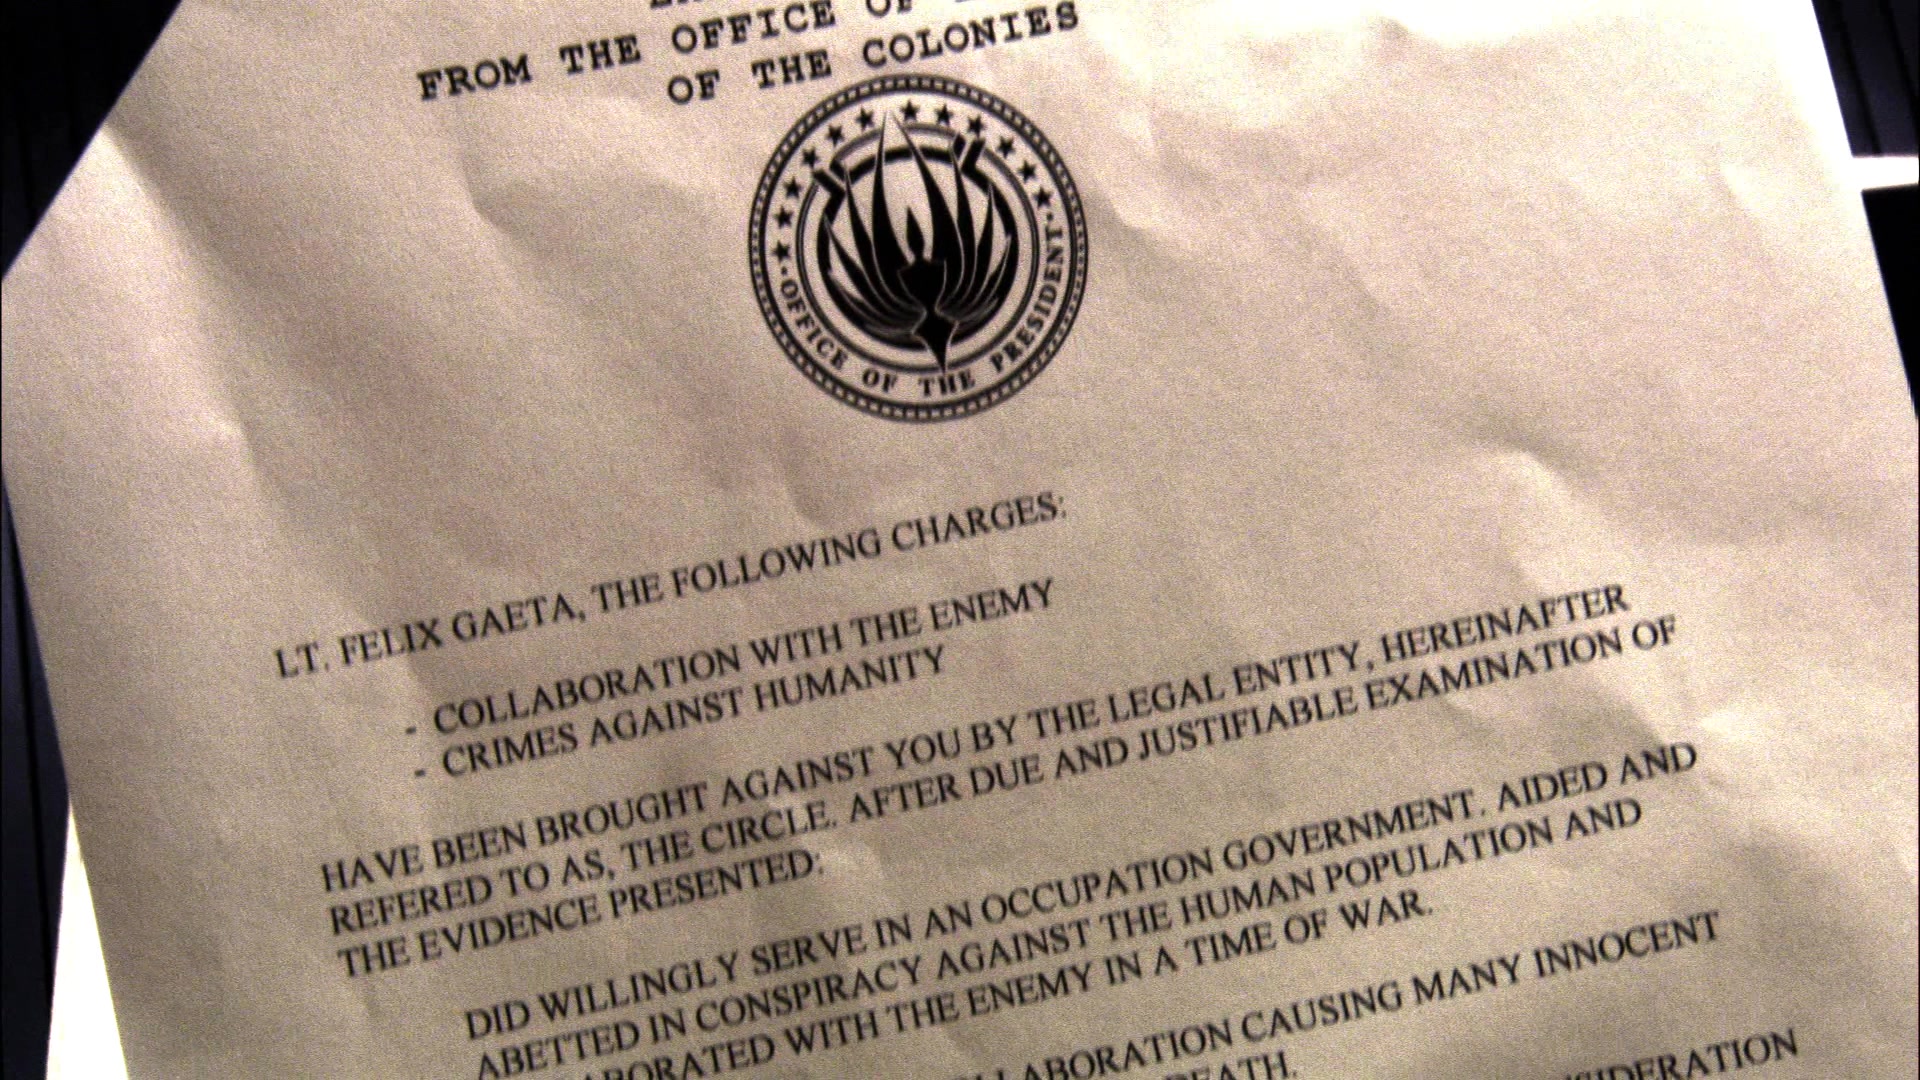 FROM THE OFFICE OF
OF THE COLONIES
OFFICE OF THE PRESIDENT
LT. FELIX GAETA, THE FOLLOWING CHARGES:
- COLLABORATION WITH THE ENEMY
- CRIMES AGAINST HUMANITY
HAVE BEEN BROUGHT AGAINST YOU BY THE LEGAL ENTITY, HEREINAFTER
REFERED TO AS, THE CIRCLE. AFTER DUE AND JUSTIFIABLE EXAMINATION OF
THE EVIDENCE PRESENTED:
DID WILLINGLY SERVE IN AN OCCUPATION GOVERNMENT. AIDED AND
ABETTED IN CONSPIRACY AGAINST THE HUMAN POPULATION AND
WITH THE ENEMY IN A TIME OF WAR.
CAUSING MANY INNOCENT